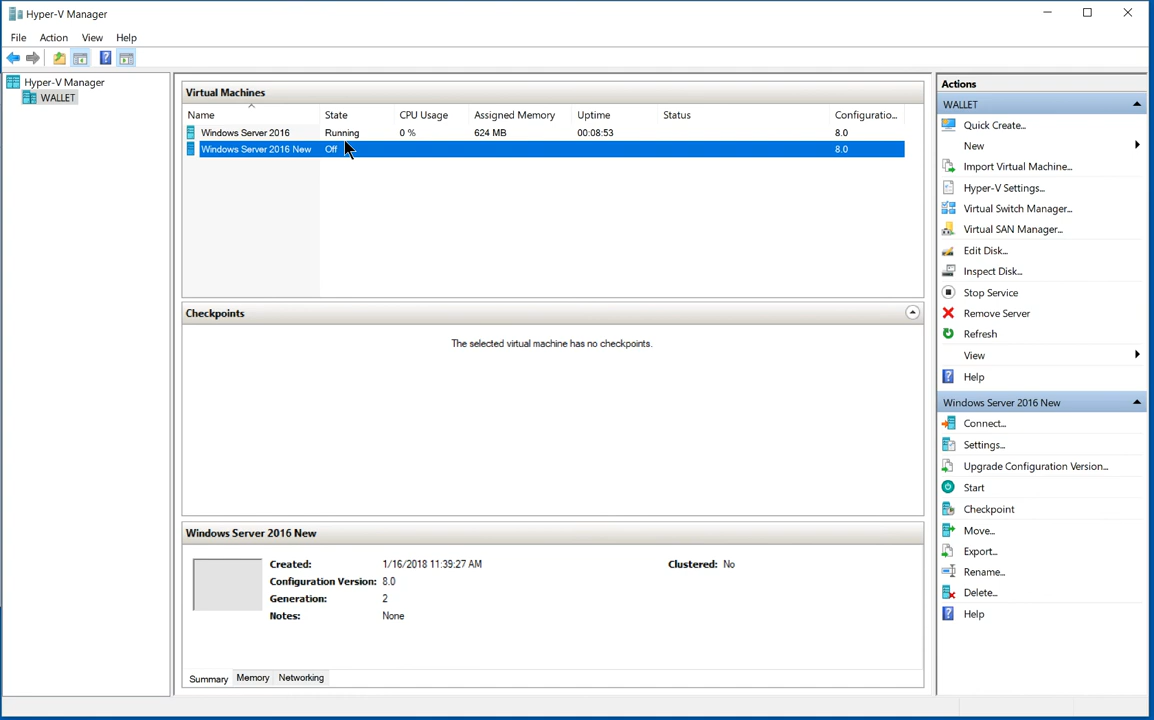 Hyper-V Manager
File Action View Help
Hyper-V Manager
WALLET
Virtual Machines
Name State CPU Usage Assigned Memory Uptime Status Configuratio...
Windows Server 2016 Running 0 % 624 MB 00:08:53 8.0
Windows Server 2016 New Off 8.0
Checkpoints
The selected virtual machine has no checkpoints.
Windows Server 2016 New
Created: 1/16/2018 11:39:27 AM Clustered: No
Configuration Version: 8.0
Generation: 2
Notes: None
Summary Memory Networking
Actions
WALLET
Quick Create...
New
Import Virtual Machine...
Hyper-V Settings...
Virtual Switch Manager...
Virtual SAN Manager...
Edit Disk...
Inspect Disk...
Stop Service
Remove Server
Refresh
View
Help
Windows Server 2016 New
Connect...
Settings...
Upgrade Configuration Version...
Start
Checkpoint
Move...
Export...
Rename...
Delete...
Help